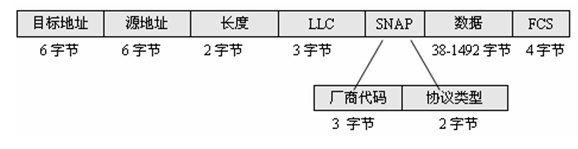 目标地址 源地址 长度 LLC SNAP 数据 FCS
6 字节 6 字节 2 字节 3 字节 38-1492 字节 4 字节
厂商代码 协议类型
3 字节 2 字节